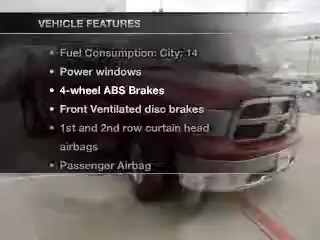 VEHICLE FEATURES
• Fuel Consumption: City: 14
• Power windows
• 4-wheel ABS Brakes
• Front Ventilated disc brakes
• 1st and 2nd row curtain head
airbags
• Passenger Airbag